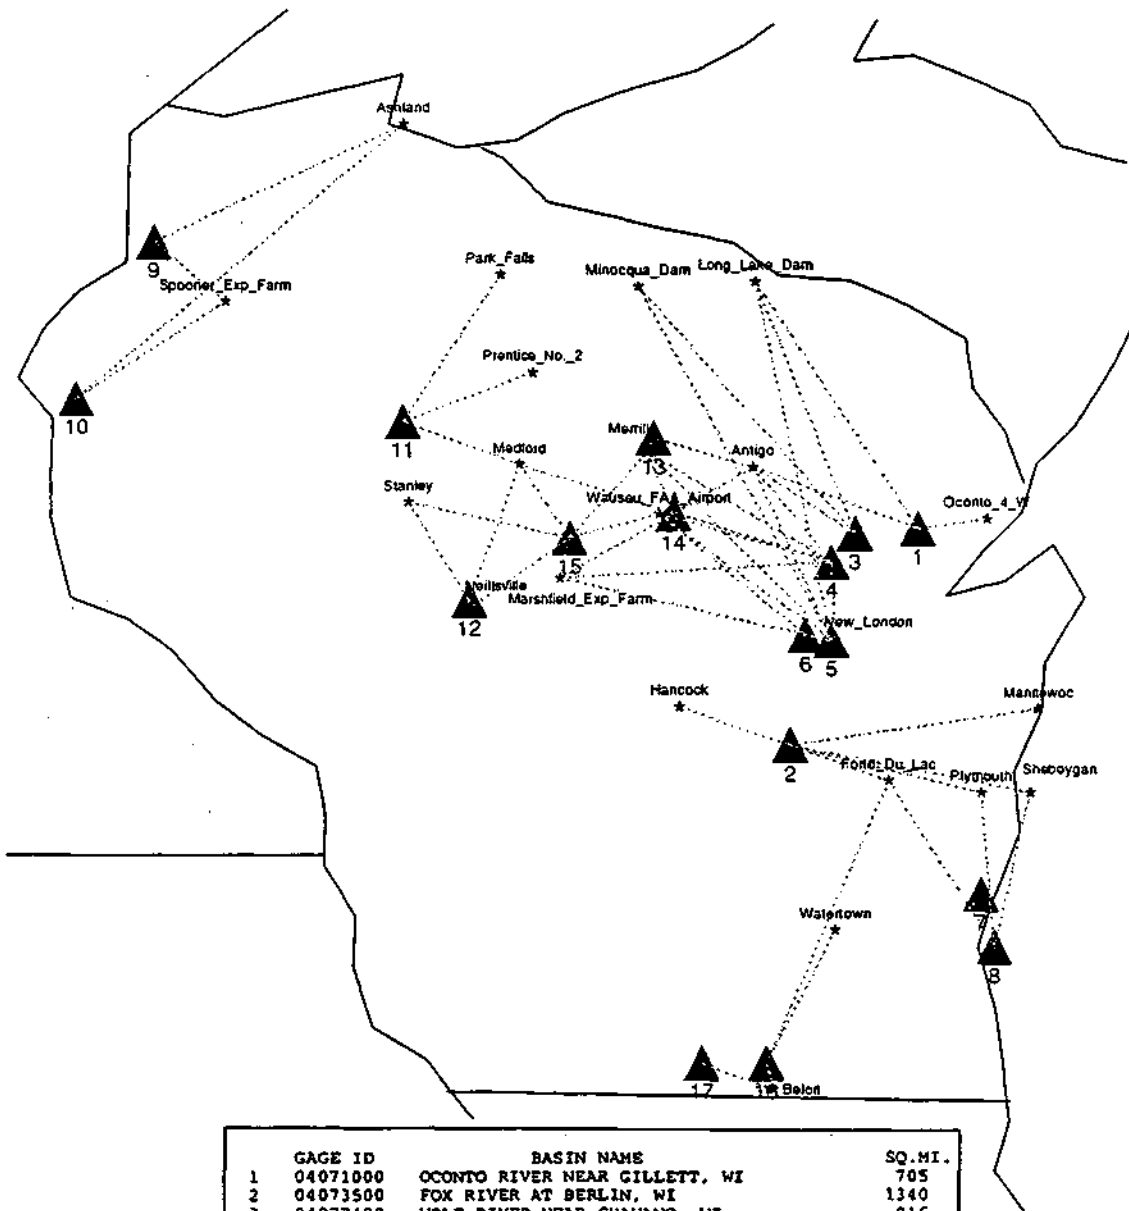 Ashland
9
Spooner_Exp_Farm
10
Park_Falls
Minocqua_Dam
Long_Lake_Dam
Prentice_No._2
11
Merrill
13
Medford
Antigo
Stanley
Wausau_FAA_Airport
14
Oconto_4_W
15
3
1
4
Neillsville
Marshfield_Exp_Farm
12
New_London
6
5
Hancock
Manitowoc
2
Fond_Du_Lac
Plymouth
Sheboygan
7
Watertown
8
17
Beloit
GAGE ID BASIN NAME SQ.MI.
1 04071000 OCONTO RIVER NEAR GILLETT, WI 705
2 04073500 FOX RIVER AT BERLIN, WI 1340